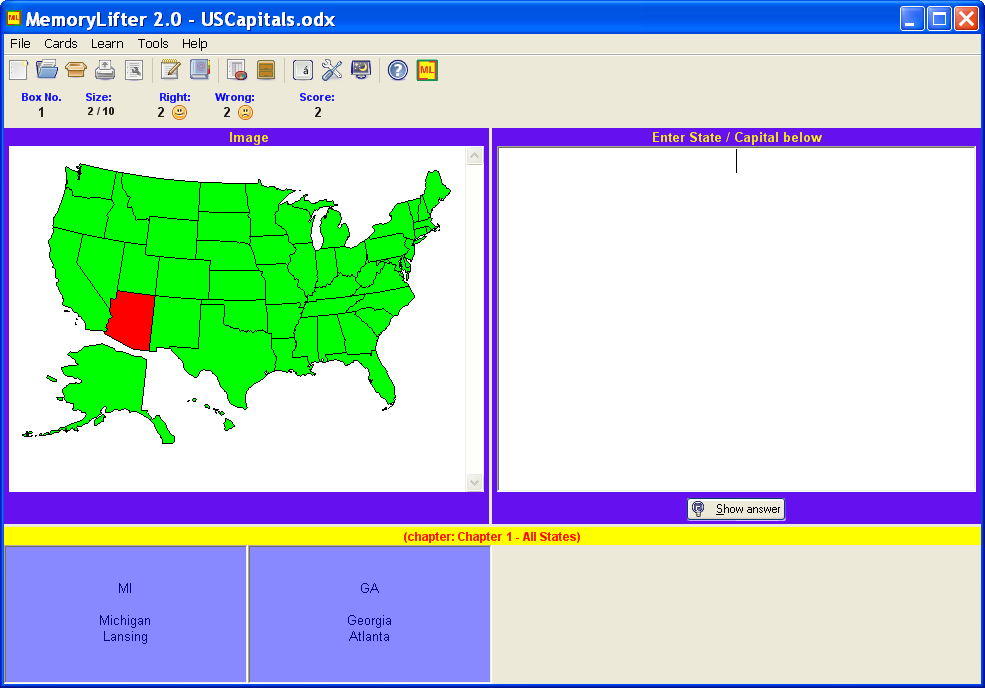 MemoryLifter 2.0 - USCapitals.odx
File Cards Learn Tools Help
á ? ML
Box No. Size: Right: Wrong: Score:
1 2 / 10 2 2 2
Image
Enter State / Capital below
Show answer
(chapter: Chapter 1 - All States)
MI
Michigan
Lansing
GA
Georgia
Atlanta